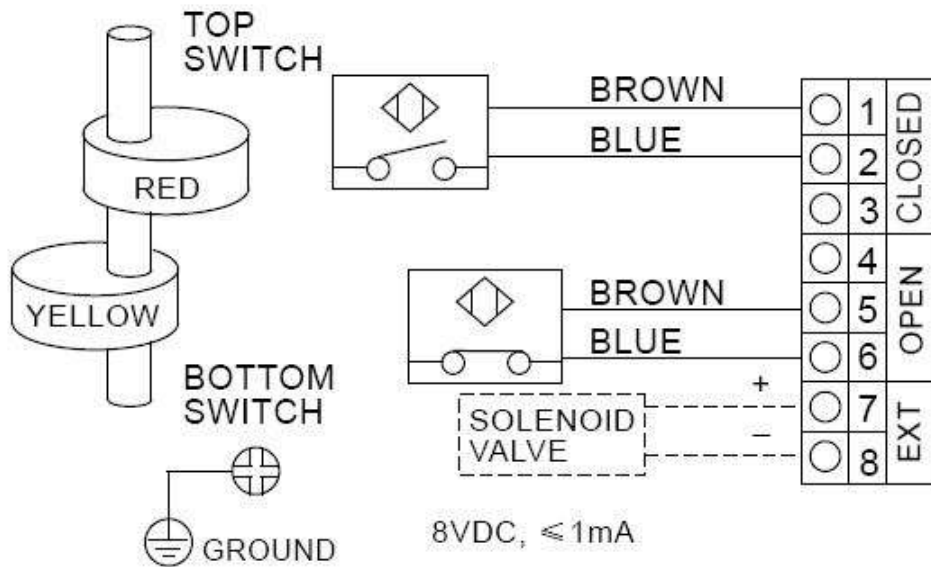 TOP
SWITCH
RED
YELLOW
BOTTOM
SWITCH
GROUND
BROWN
BLUE
BROWN
BLUE
SOLENOID
VALVE
+
–
8VDC, ≤1mA
1
2
3
CLOSED
4
5
6
OPEN
7
8
EXT